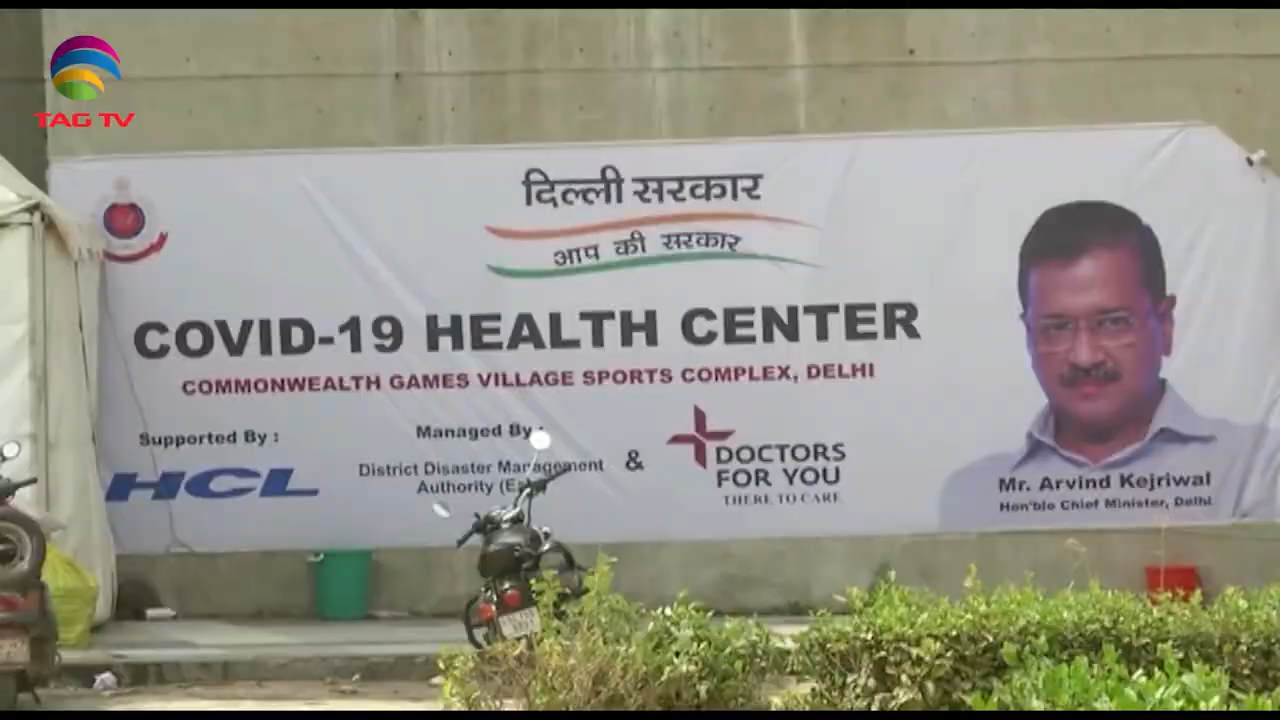 TAG TV
दिल्ली सरकार
आप की सरकार
COVID-19 HEALTH CENTER
COMMONWEALTH GAMES VILLAGE SPORTS COMPLEX, DELHI
Supported By :
HCL
Managed By :
District Disaster Management
Authority
&
DOCTORS
FOR YOU
THERE TO CARE
Mr. Arvind Kejriwal
Hon'ble Chief Minister, Delhi